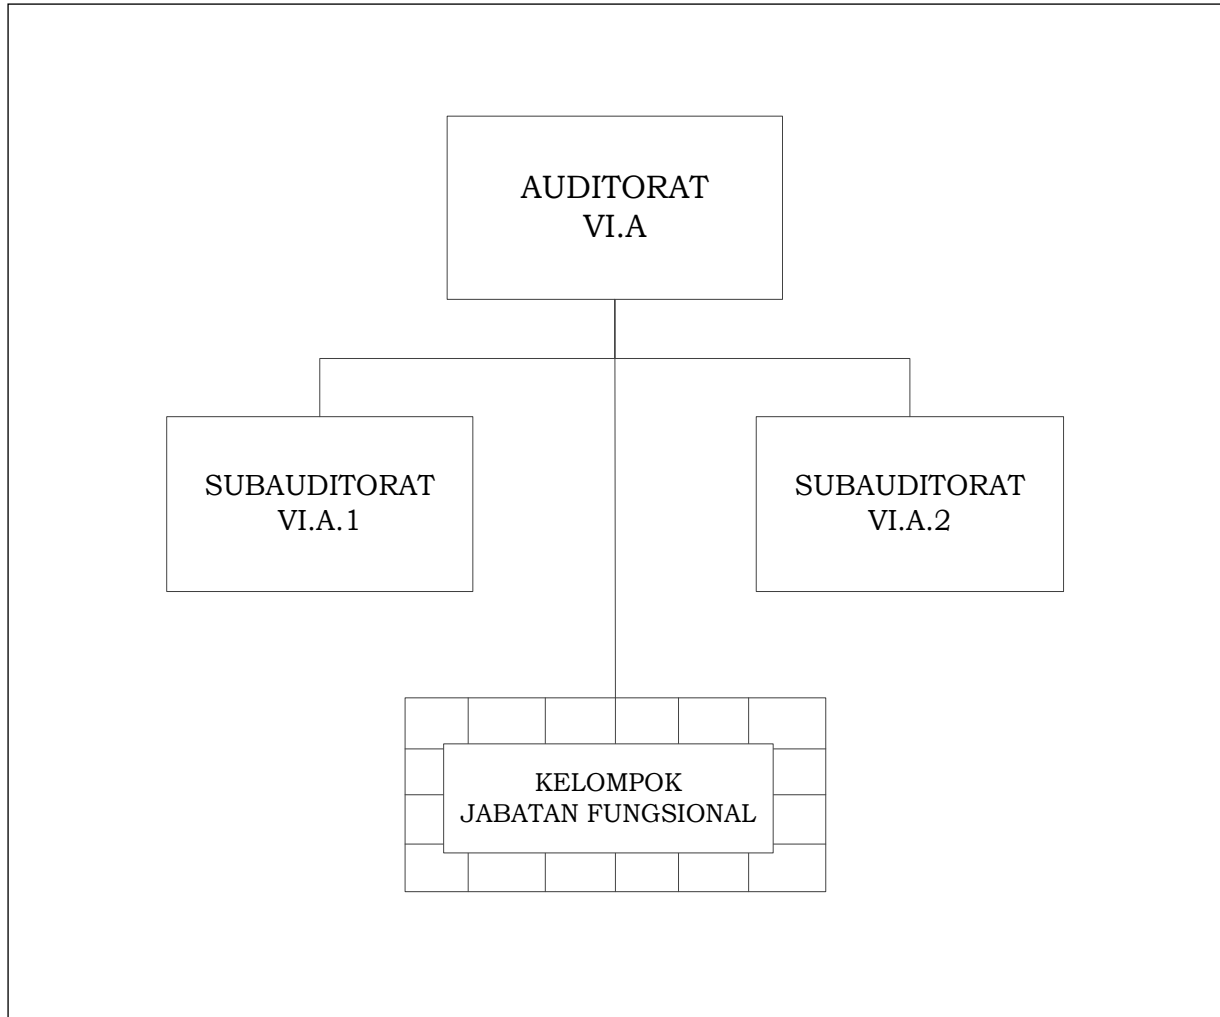 AUDITORAT
VI.A
SUBAUDITORAT
VI.A.1
SUBAUDITORAT
VI.A.2
KELOMPOK
JABATAN FUNGSIONAL